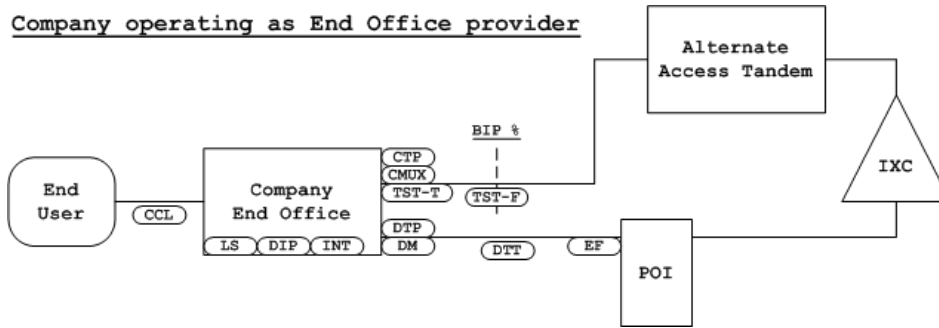 Company operating as End Office provider
Alternate
Access Tandem
BIP %
CTP
CMUX
TST-T
TST-F
IXC
End
User
CCL
Company
End Office
LS
DIP
INT
DTP
DM
DTT
EF
POI